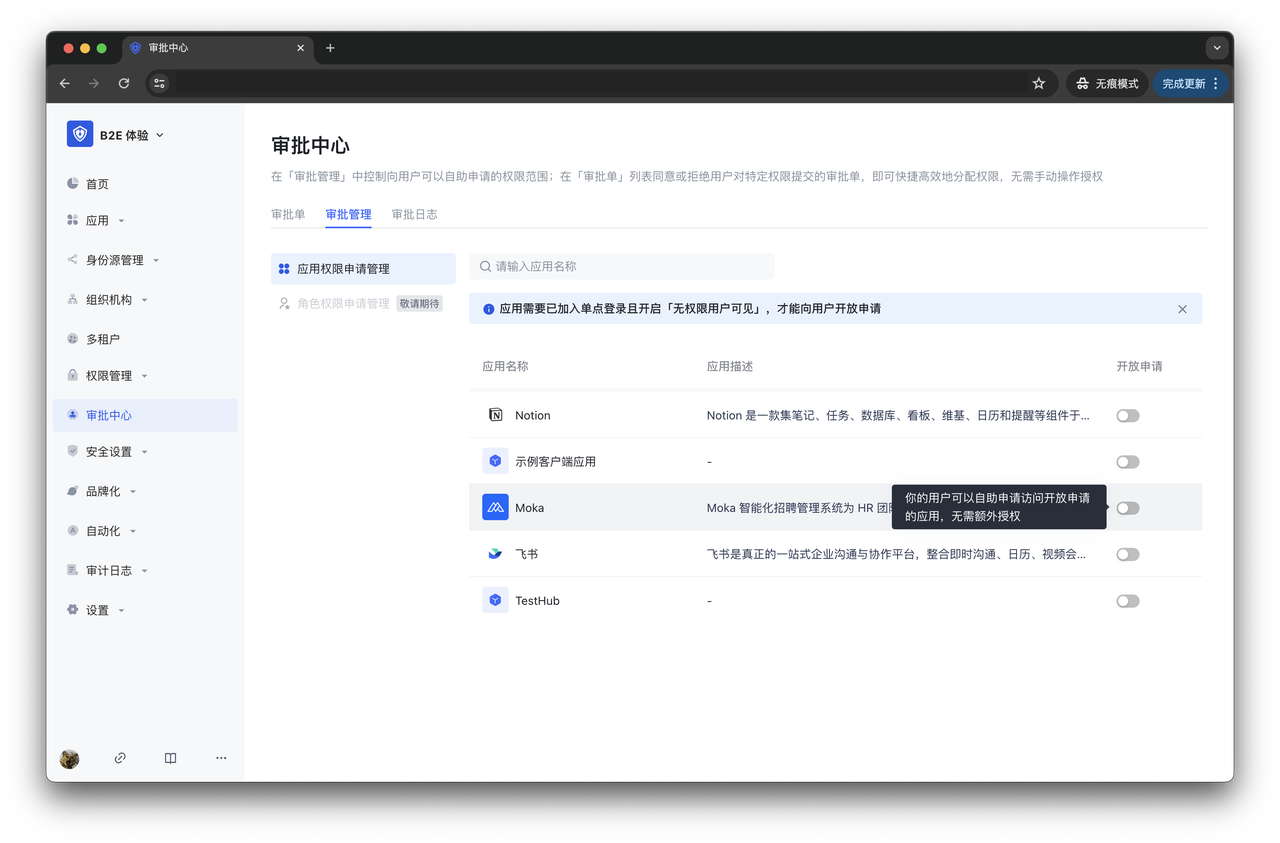 审批中心
无痕模式
完成更新
B2E 体验
首页
应用
身份源管理
组织机构
多租户
权限管理
审批中心
安全设置
品牌化
自动化
审计日志
设置
审批中心
在「审批管理」中控制向用户可以自助申请的权限范围；在「审批单」列表同意或拒绝用户对特定权限提交的审批单，即可快捷高效地分配权限，无需手动操作授权
审批单 审批管理 审批日志
应用权限申请管理
角色权限申请管理 敬请期待
请输入应用名称
应用需要已加入单点登录且开启「无权限用户可见」，才能向用户开放申请
应用名称 应用描述 开放申请
Notion Notion 是一款集笔记、任务、数据库、看板、维基、日历和提醒等组件于...
示例客户端应用 -
Moka Moka 智能化招聘管理系统为 HR
你的用户可以自助申请访问开放申请
的应用，无需额外授权
飞书 飞书是真正的一站式企业沟通与协作平台，整合即时沟通、日历、视频会...
TestHub -